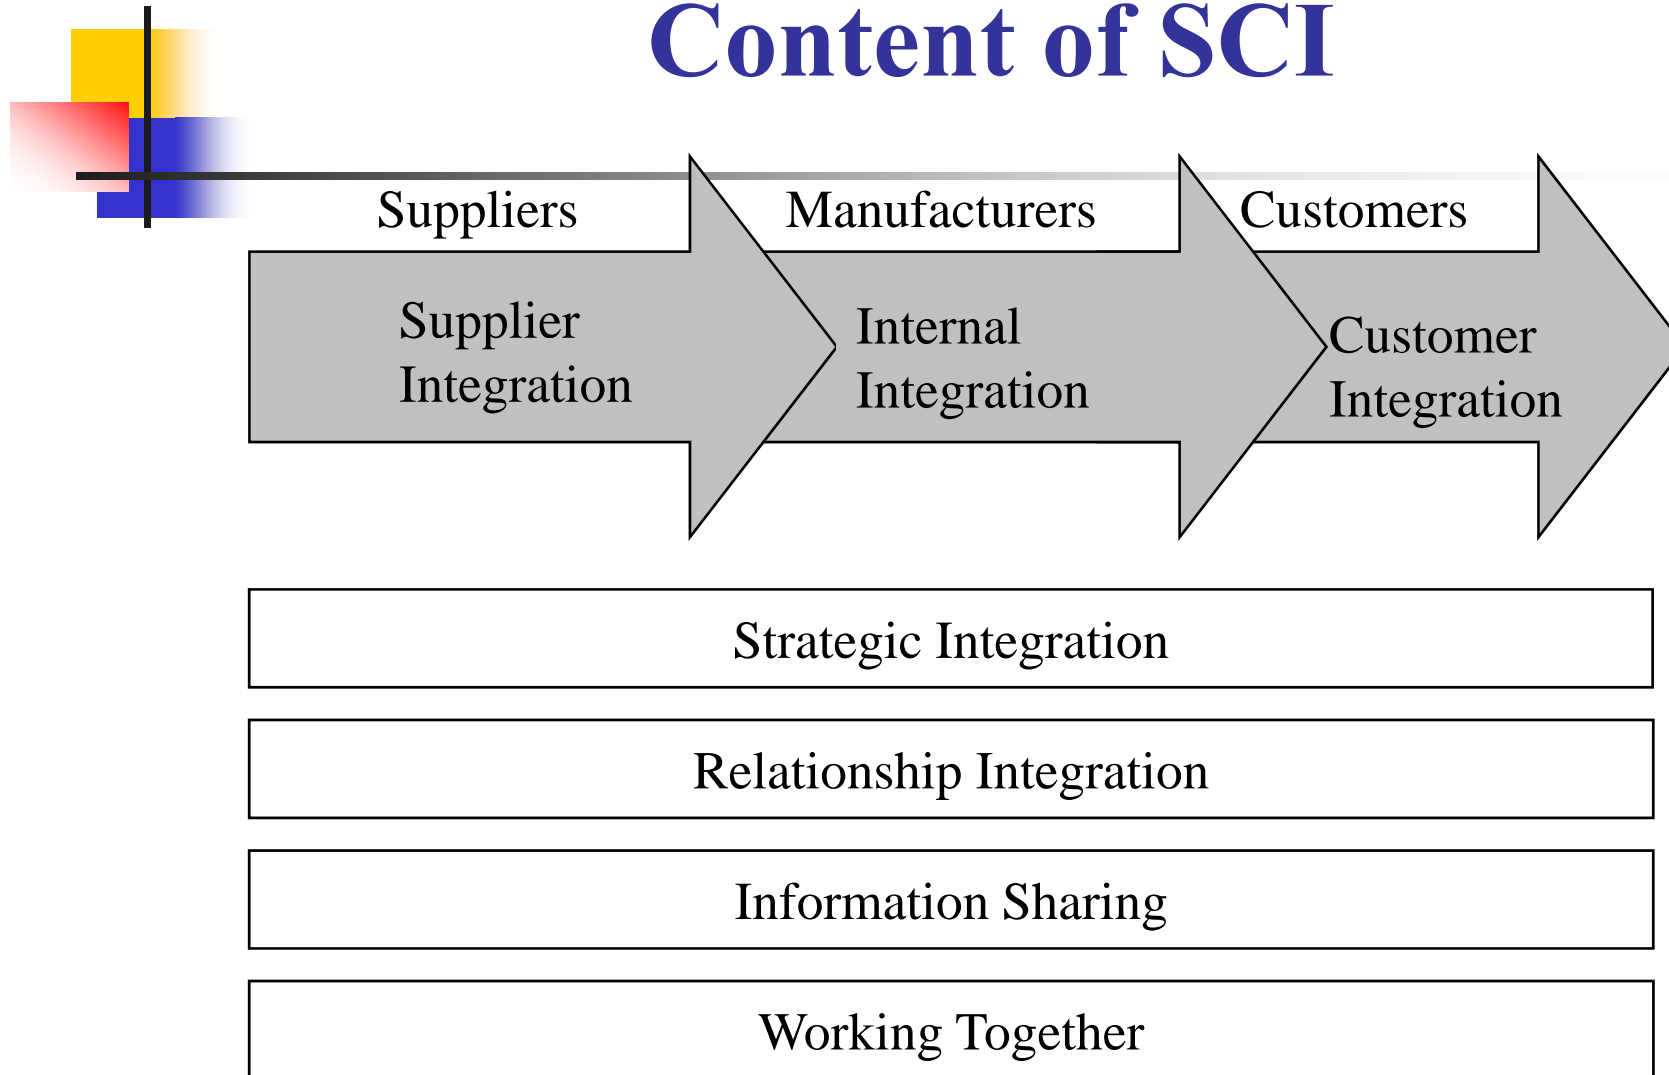 Content of SCI
Suppliers
Manufacturers
Customers
Supplier
Integration
Internal
Integration
Customer
Integration
Strategic Integration
Relationship Integration
Information Sharing
Working Together